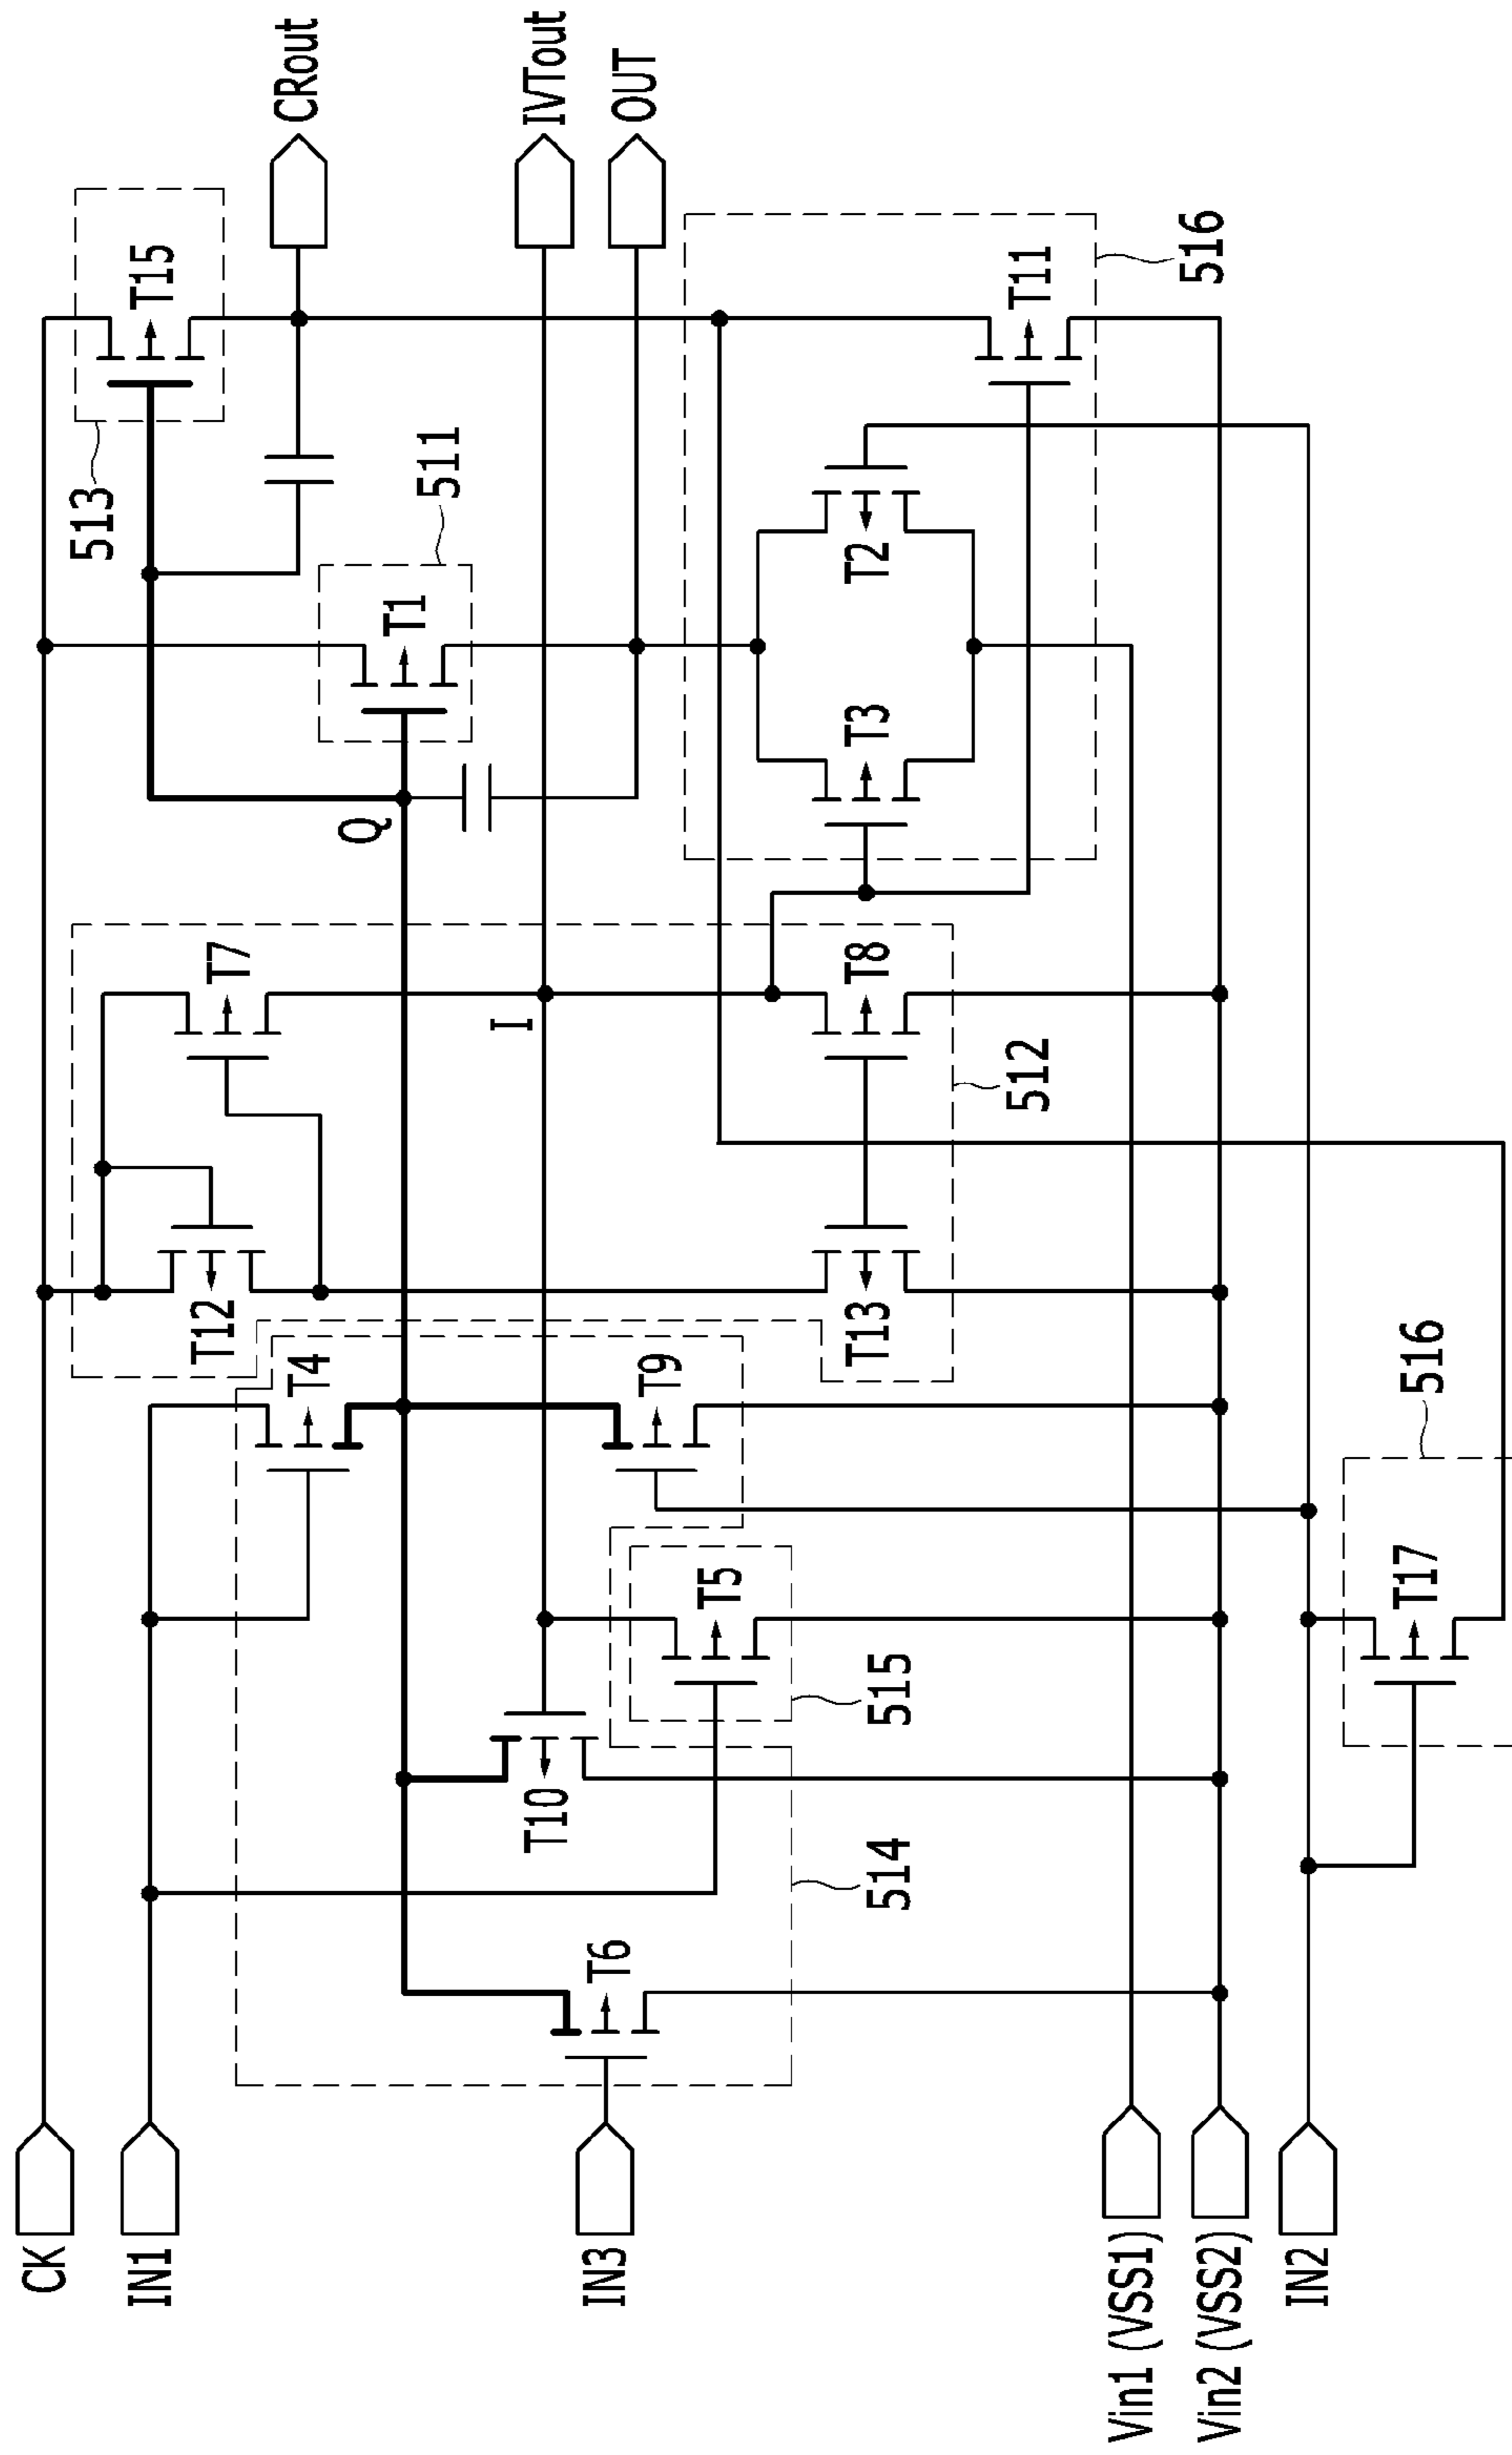 CK
IN1
IN3
Vin1 (VSS1)
Vin2 (VSS2)
IN2
T6
514
T10
515
T5
T17
516
T4
T9
T12
T13
512
T7
I
T8
Q
T3
T1
511
T2
513
T15
T11
516
CRout
IVTout
OUT